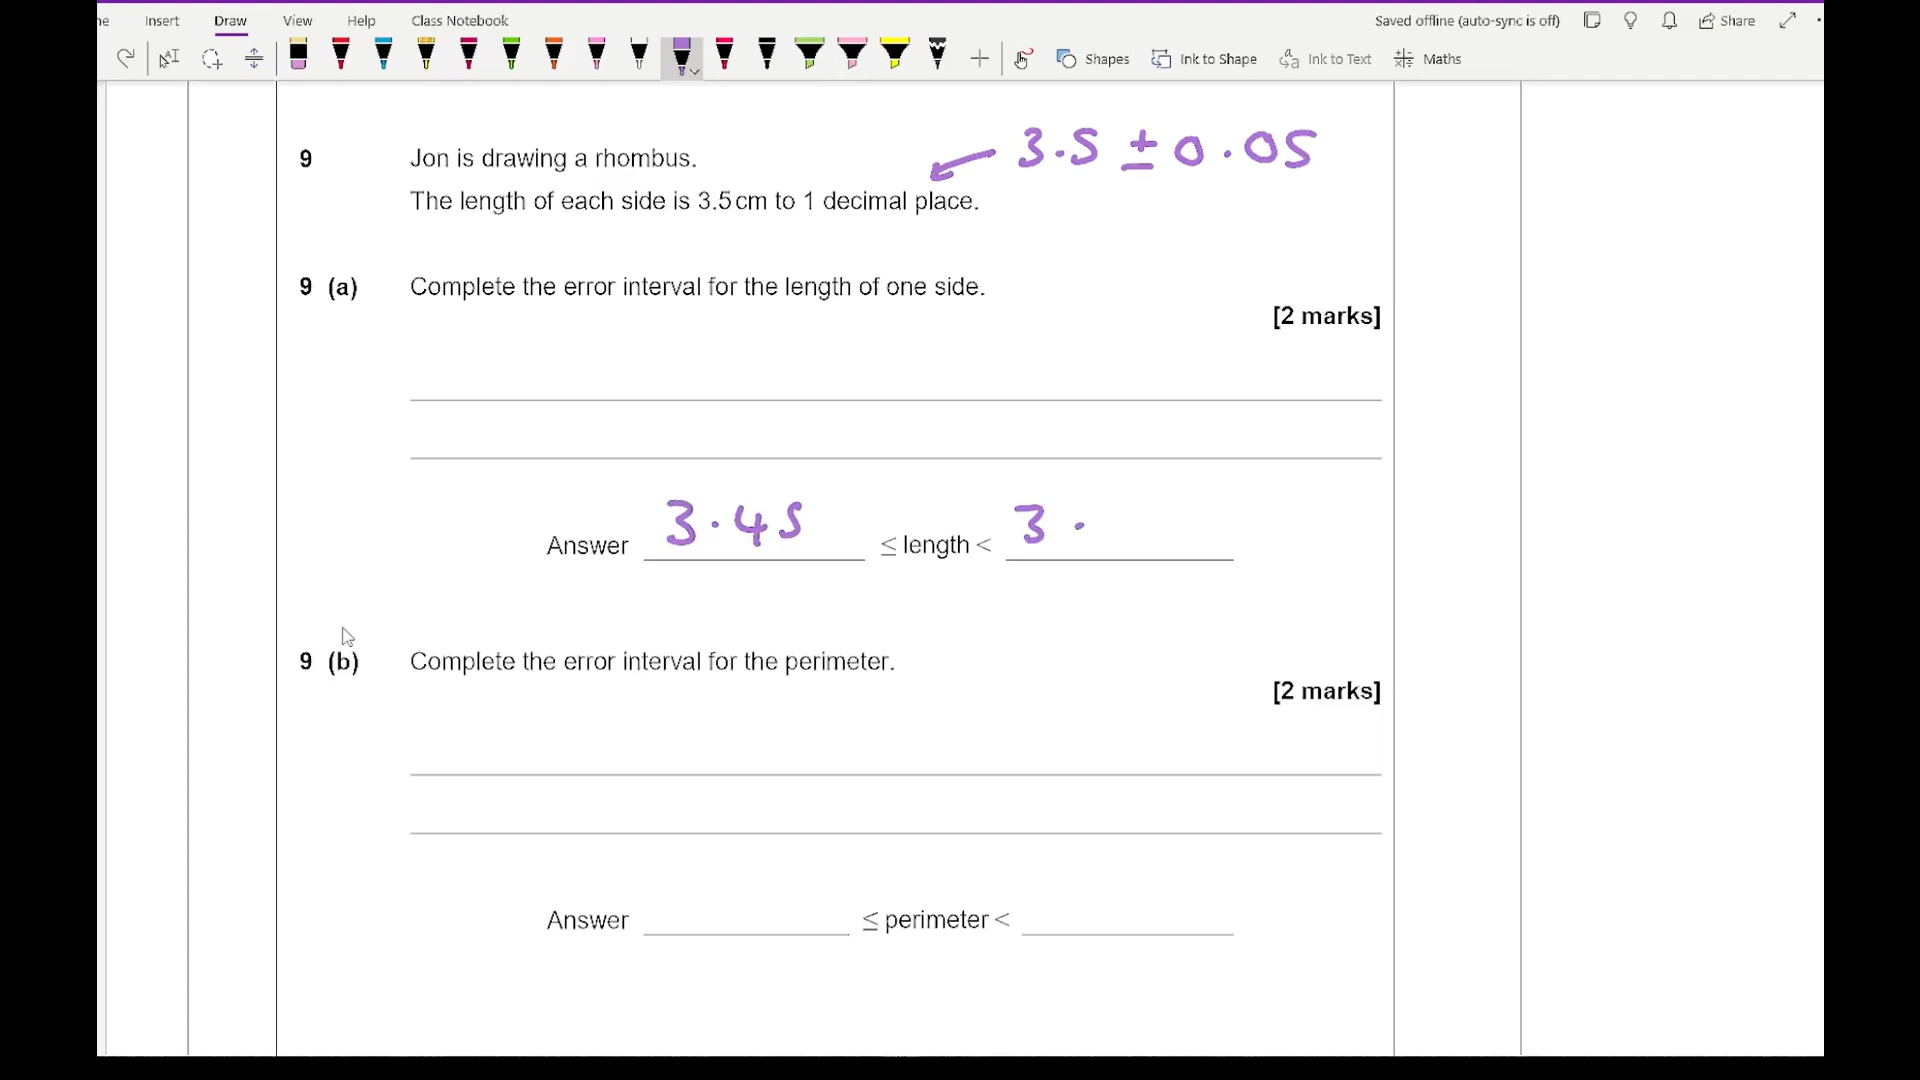 ne Insert Draw View Help Class Notebook Saved offline (auto-sync is off) Share
Shapes Ink to Shape Ink to Text Maths
3.5 ± 0.05
9 Jon is drawing a rhombus.
The length of each side is 3.5 cm to 1 decimal place.
9 (a) Complete the error interval for the length of one side.
[2 marks]
Answer 3.45 ≤ length < 3.
9 (b) Complete the error interval for the perimeter.
[2 marks]
Answer ≤ perimeter <